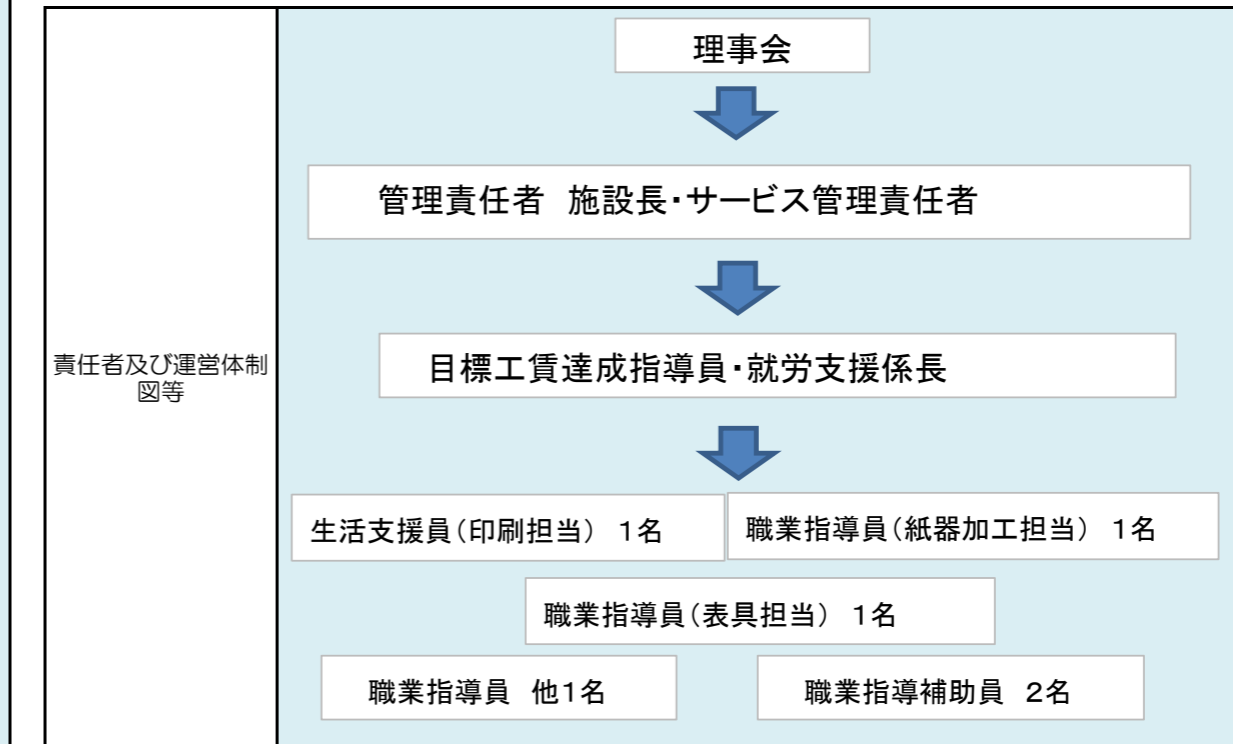 理事会
管理責任者 施設長・サービス管理責任者
責任者及び運営体制
図等
目標工賃達成指導員・就労支援係長
生活支援員(印刷担当) 1名
職業指導員(紙器加工担当) 1名
職業指導員(表具担当) 1名
職業指導員 他1名
職業指導補助員 2名